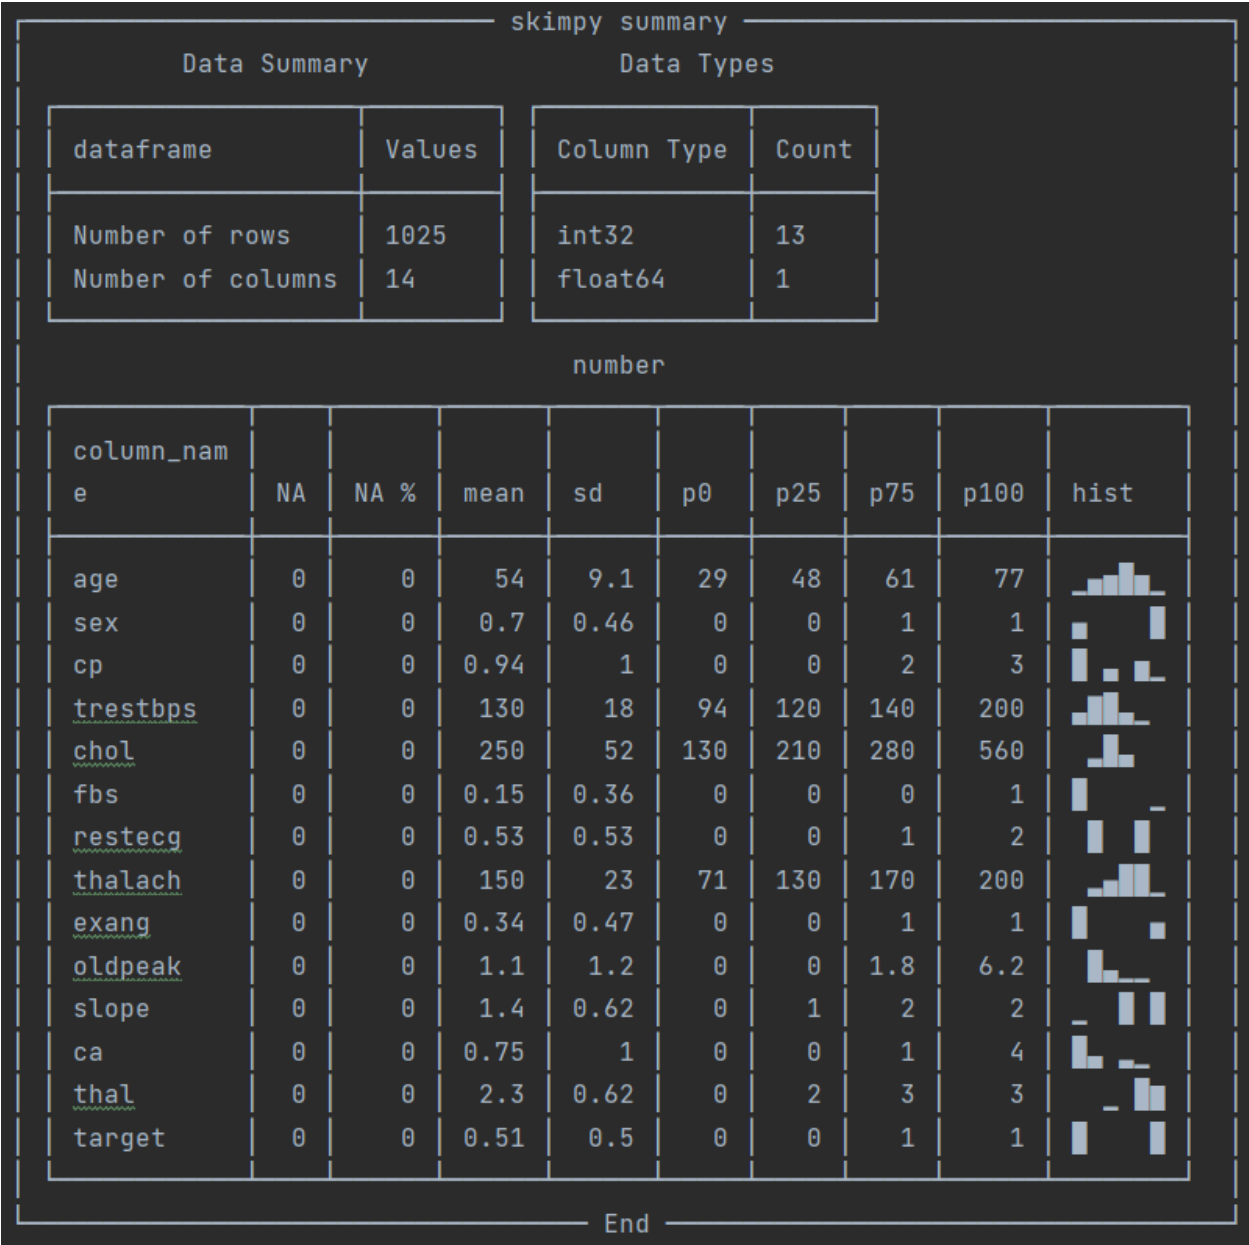 skimpy summary
Data Summary Data Types
dataframe Values Column Type Count
Number of rows 1025 int32 13
Number of columns 14 float64 1
number
column_nam
e NA NA % mean sd p0 p25 p75 p100 hist
age 0 0 54 9.1 29 48 61 77
sex 0 0 0.7 0.46 0 0 1 1
cp 0 0 0.94 1 0 0 2 3
trestbps 0 0 130 18 94 120 140 200
chol 0 0 250 52 130 210 280 560
fbs 0 0 0.15 0.36 0 0 0 1
restecg 0 0 0.53 0.53 0 0 1 2
thalach 0 0 150 23 71 130 170 200
exang 0 0 0.34 0.47 0 0 1 1
oldpeak 0 0 1.1 1.2 0 0 1.8 6.2
slope 0 0 1.4 0.62 0 1 2 2
ca 0 0 0.75 1 0 0 1 4
thal 0 0 2.3 0.62 0 2 3 3
target 0 0 0.51 0.5 0 0 1 1
End